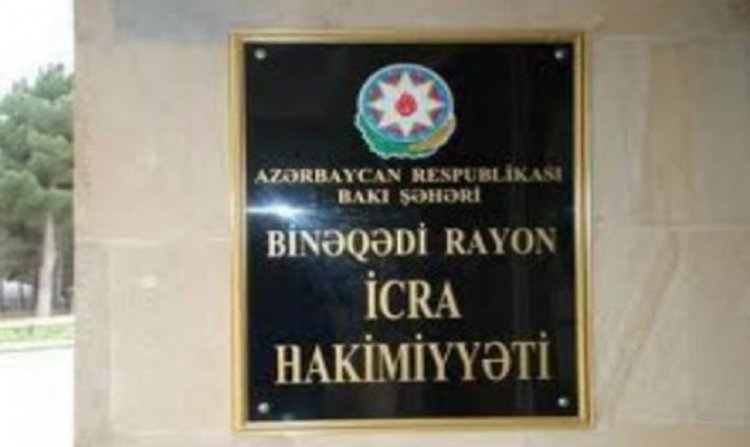 AZƏRBAYCAN RESPUBLİKASI
BAKI ŞƏHƏRİ
BİNƏQƏDİ RAYON
İCRA
HAKİMİYYƏTİ